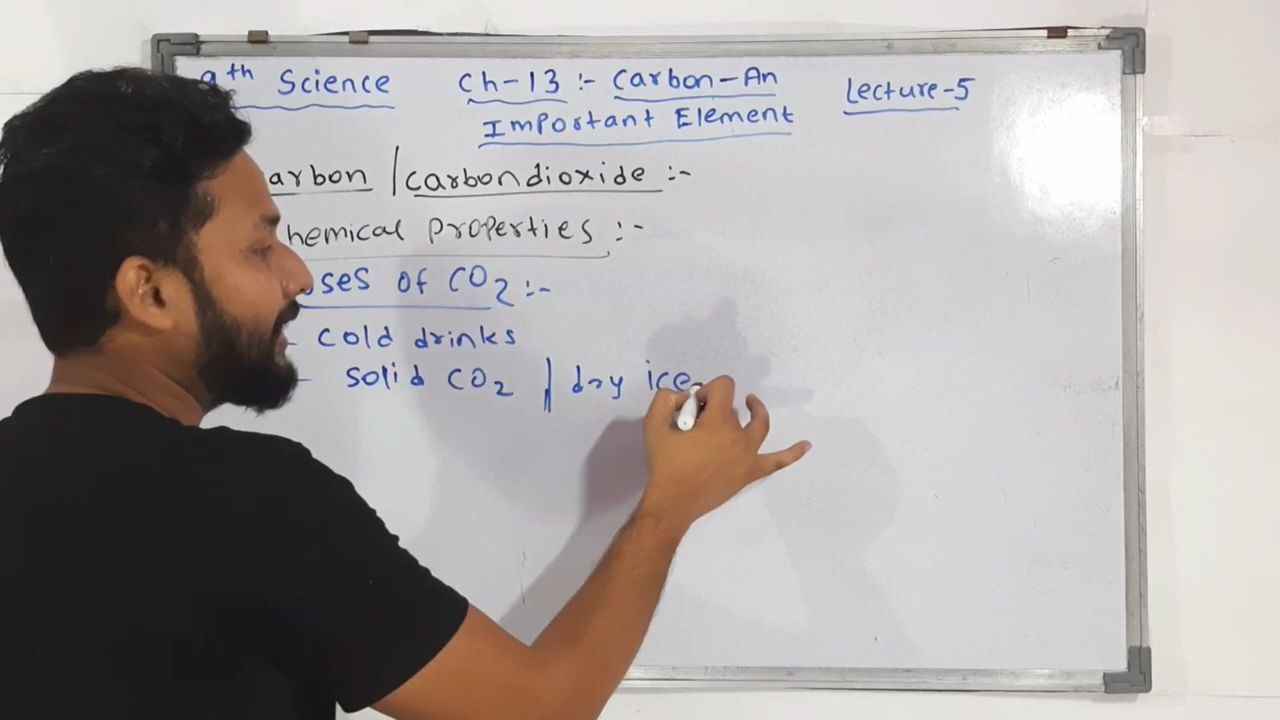 9th Science Ch-13 :- Carbon-An Lecture-5
Important Element
arbon / carbondioxide :-
hemical properties :-
ses of CO2 :-
- cold drinks
- solid CO2 / dry ice